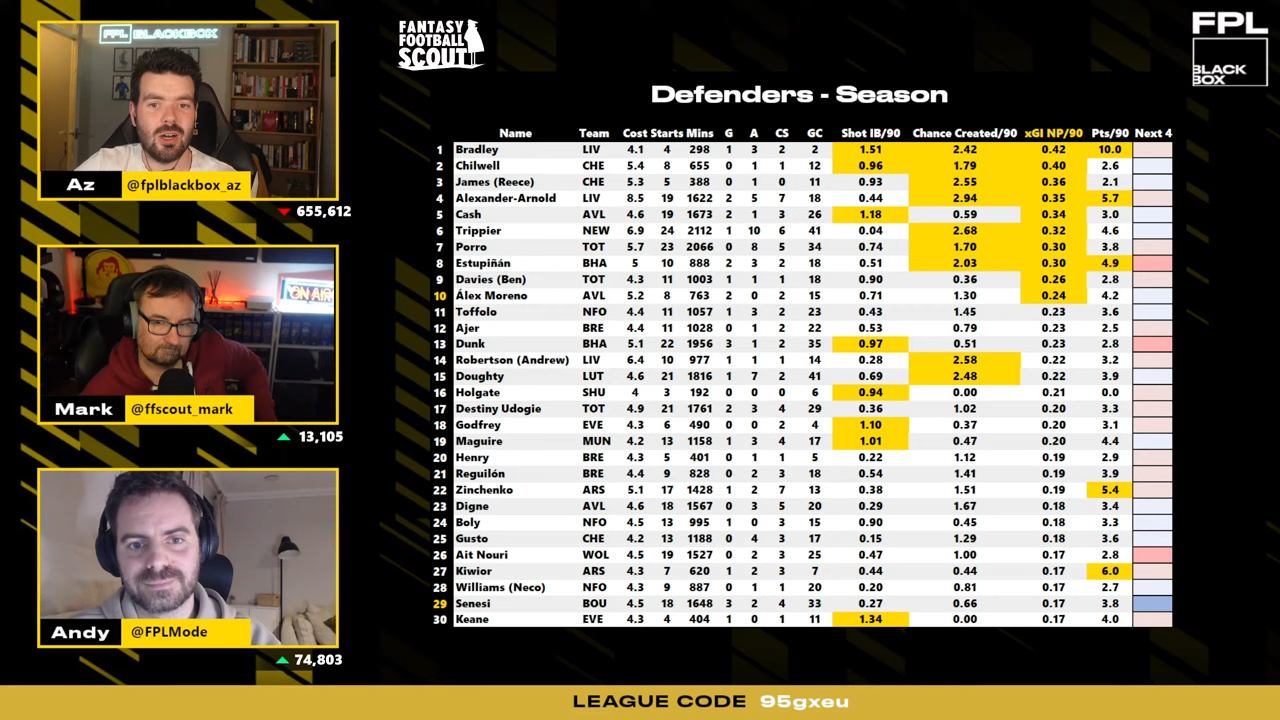 FPL BLACKBOX
Az @fplblackbox_az
655,612
ON AIR
Mark @ffscout_mark
13,105
Andy @FPLMode
74,803
FANTASY
FOOTBALL
SCOUT
FPL
BLACK
BOX
Defenders - Season
Name Team Cost Starts Mins G A CS GC Shot IB/90 Chance Created/90 xGI NP/90 Pts/90 Next 4
1 Bradley LIV 4.1 4 298 1 3 2 2 1.51 2.42 0.42 10.0
2 Chilwell CHE 5.4 8 655 0 1 1 12 0.96 1.79 0.40 2.6
3 James (Reece) CHE 5.3 5 388 0 1 0 11 0.93 2.55 0.36 2.1
4 Alexander-Arnold LIV 8.5 19 1622 2 5 7 18 0.44 2.94 0.35 5.7
5 Cash AVL 4.6 19 1673 2 1 3 26 1.18 0.59 0.34 3.0
6 Trippier NEW 6.9 24 2112 1 10 6 41 0.04 2.68 0.32 4.6
7 Porro TOT 5.7 23 2066 0 8 5 34 0.74 1.70 0.30 3.8
8 Estupiñán BHA 5 10 888 2 3 2 18 0.51 2.03 0.30 4.9
9 Davies (Ben) TOT 4.3 11 1003 1 1 1 18 0.90 0.36 0.26 2.8
10 Álex Moreno AVL 5.2 8 763 2 0 2 15 0.71 1.30 0.24 4.2
11 Toffolo NFO 4.4 11 1057 1 3 2 23 0.43 1.45 0.23 3.6
12 Ajer BRE 4.4 11 1028 0 1 2 22 0.53 0.79 0.23 2.5
13 Dunk BHA 5.1 22 1956 3 1 2 35 0.97 0.51 0.23 2.8
14 Robertson (Andrew) LIV 6.4 10 977 1 1 1 14 0.28 2.58 0.22 3.2
15 Doughty LUT 4.6 21 1816 1 7 2 41 0.69 2.48 0.22 3.9
16 Holgate SHU 4 3 192 0 0 0 6 0.94 0.00 0.21 0.0
17 Destiny Udogie TOT 4.9 21 1761 2 3 4 29 0.36 1.02 0.20 3.3
18 Godfrey EVE 4.3 6 490 0 0 2 4 1.10 0.37 0.20 3.1
19 Maguire MUN 4.2 13 1158 1 3 4 17 1.01 0.47 0.20 4.4
20 Henry BRE 4.3 5 401 0 1 1 5 0.22 1.12 0.19 2.9
21 Reguilón BRE 4.4 9 828 0 2 3 18 0.54 1.41 0.19 3.9
22 Zinchenko ARS 5.1 17 1428 1 2 7 13 0.38 1.51 0.19 5.4
23 Digne AVL 4.6 18 1567 0 3 5 20 0.29 1.67 0.18 3.4
24 Boly NFO 4.5 13 995 1 0 3 15 0.90 0.45 0.18 3.3
25 Gusto CHE 4.2 13 1188 0 4 3 17 0.15 1.29 0.18 3.6
26 Ait Nouri WOL 4.5 19 1527 0 2 3 25 0.47 1.00 0.17 2.8
27 Kiwior ARS 4.3 7 620 1 2 3 7 0.44 0.44 0.17 6.0
28 Williams (Neco) NFO 4.3 9 887 0 1 1 20 0.20 0.81 0.17 2.7
29 Senesi BOU 4.5 18 1648 3 2 4 33 0.27 0.66 0.17 3.8
30 Keane EVE 4.3 4 404 1 0 1 11 1.34 0.00 0.17 4.0
LEAGUE CODE 95gxeu